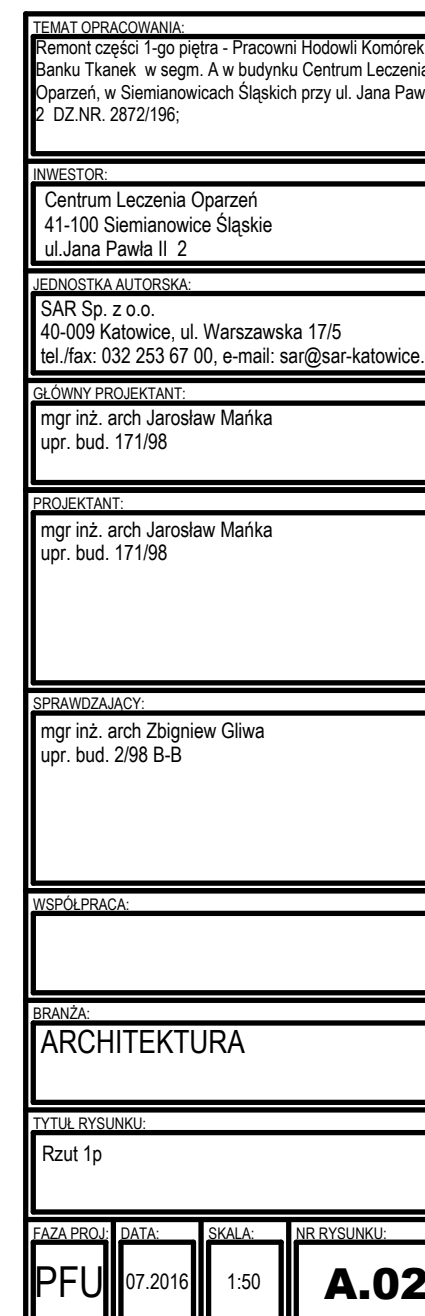 TEMAT OPRACOWANIA:
Remont części 1-go piętra - Pracowni Hodowli Komórek
Banku Tkanek w segm. A w budynku Centrum Leczenia
Oparzeń, w Siemianowicach Śląskich przy ul. Jana Paw
2 DZ.NR. 2872/196;
INWESTOR:
Centrum Leczenia Oparzeń
41-100 Siemianowice Śląskie
ul.Jana Pawła II 2
JEDNOSTKA AUTORSKA:
SAR Sp. z o.o.
40-009 Katowice, ul. Warszawska 17/5
tel./fax: 032 253 67 00, e-mail: sar@sar-katowice.
GŁÓWNY PROJEKTANT:
mgr inż. arch Jarosław Mańka
upr. bud. 171/98
PROJEKTANT:
mgr inż. arch Jarosław Mańka
upr. bud. 171/98
SPRAWDZAJĄCY:
mgr inż. arch Zbigniew Gliwa
upr. bud. 2/98 B-B
WSPÓŁPRACA:
BRANŻA:
ARCHITEKTURA
TYTUŁ RYSUNKU:
Rzut 1p
FAZA PROJ: DATA: SKALA: NR RYSUNKU:
PFU 07.2016 1:50 A.02